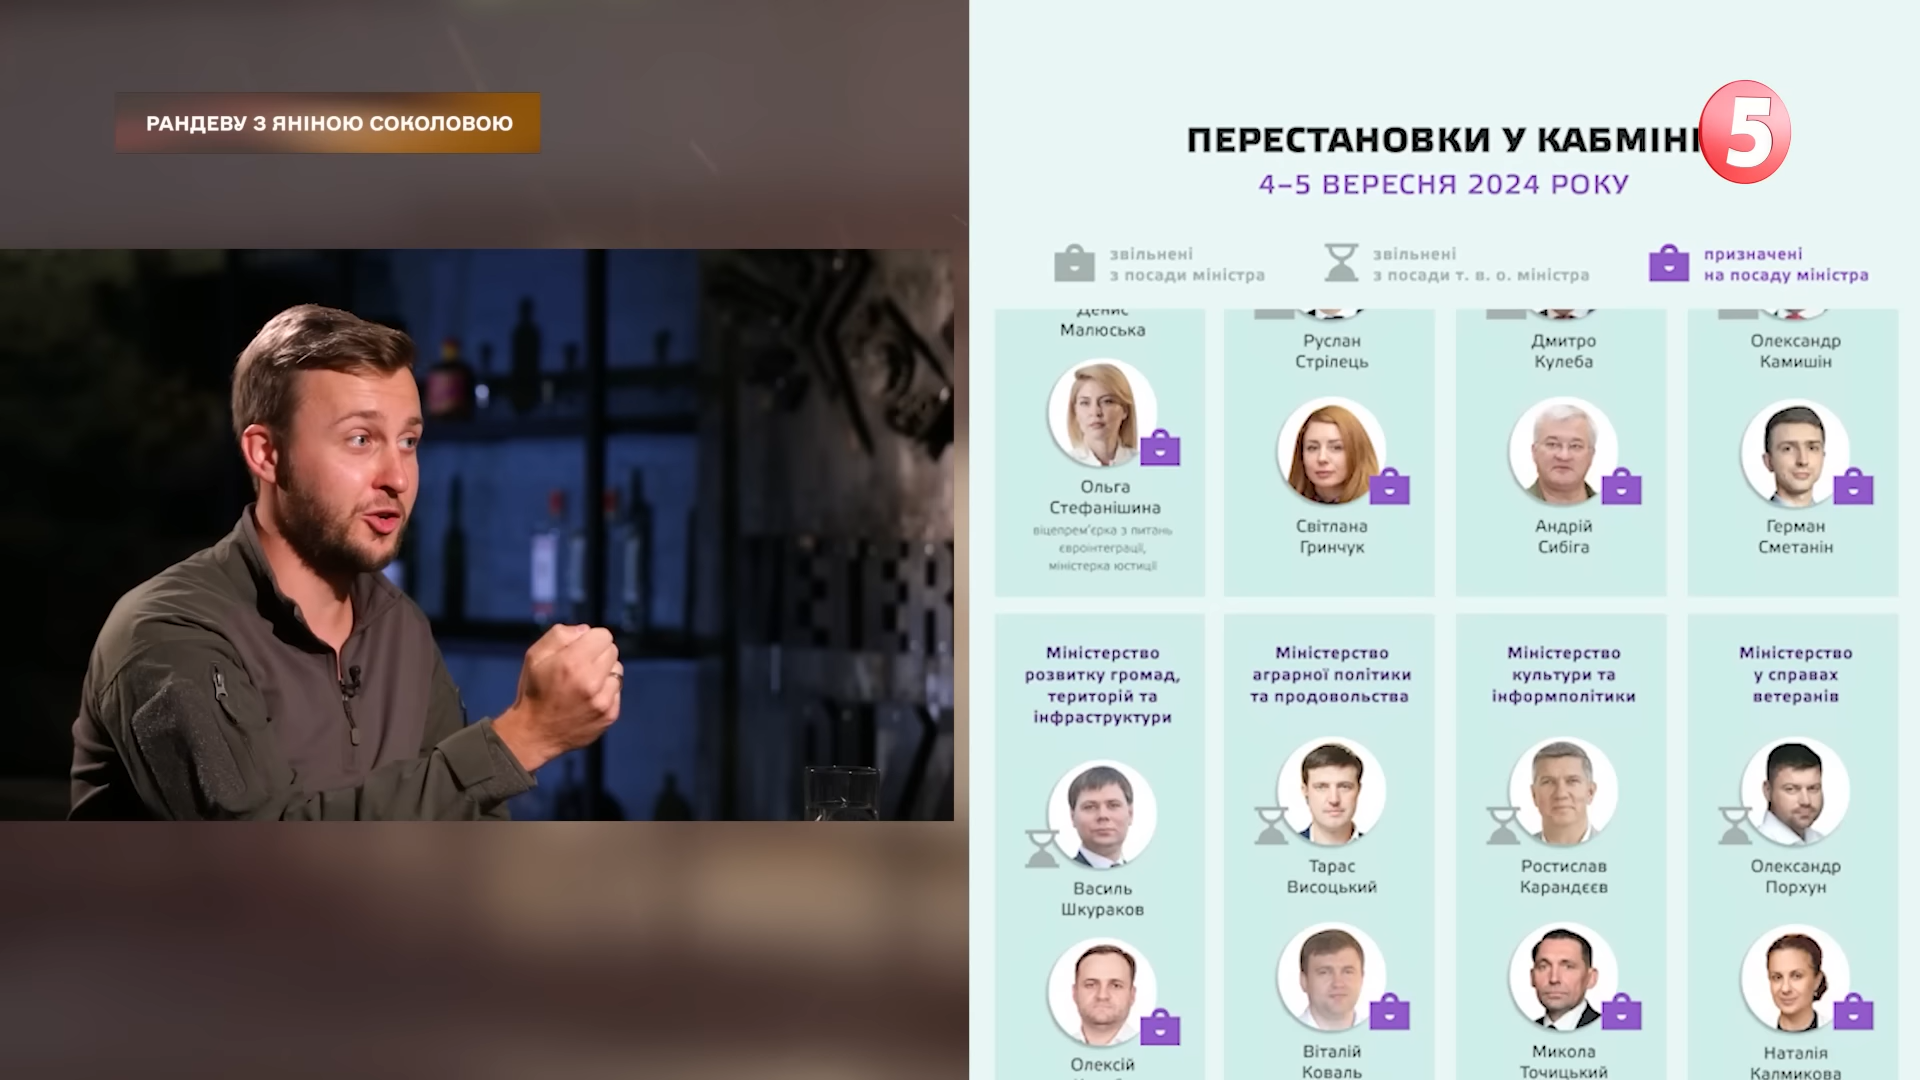 РАНДЕВУ З ЯНІНОЮ СОКОЛОВОЮ
5
ПЕРЕСТАНОВКИ У КАБМІНІ
4–5 ВЕРЕСНЯ 2024 РОКУ
звільнені
з посади міністра
звільнені
з посади т. в. о. міністра
призначені
на посаду міністра
Денис
Малюська
Ольга
Стефанішина
віцепрем’єрка з питань
євроінтеграції,
міністерка юстиції
Руслан
Стрілець
Світлана
Гринчук
Дмитро
Кулеба
Андрій
Сибіга
Олександр
Камишін
Герман
Сметанін
Міністерство
розвитку громад,
територій та
інфраструктури
Василь
Шкураков
Олексій
Міністерство
аграрної політики
та продовольства
Тарас
Висоцький
Віталій
Коваль
Міністерство
культури та
інформполітики
Ростислав
Карандєєв
Микола
Точицький
Міністерство
у справах
ветеранів
Олександр
Порхун
Наталія
Калмикова